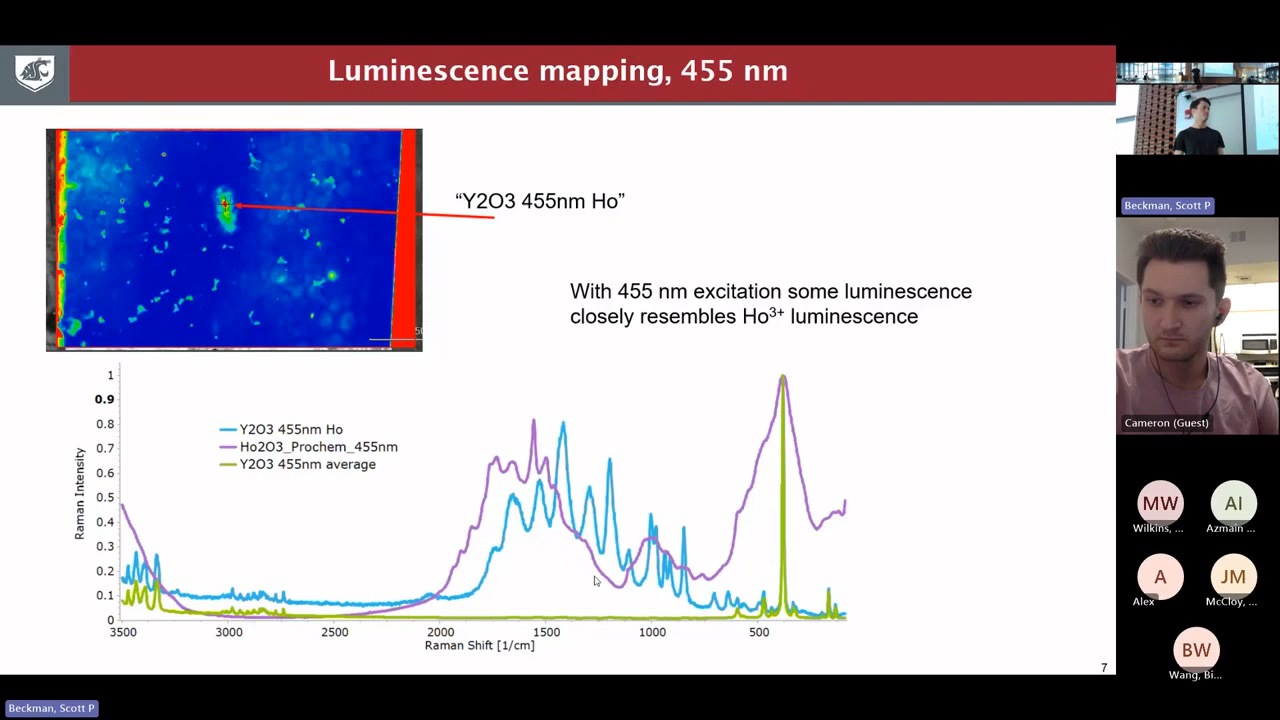 Luminescence mapping, 455 nm
“Y2O3 455nm Ho”
With 455 nm excitation some luminescence
closely resembles Ho3+ luminescence
50
Y2O3 455nm Ho
Ho2O3_Prochem_455nm
Y2O3 455nm average
Raman Intensity
1
0.9
0.8
0.7
0.6
0.5
0.4
0.3
0.2
0.1
0
3500 3000 2500 2000 1500 1000 500
Raman Shift [1/cm]
7
Beckman, Scott P
Cameron (Guest)
MW
Wilkins, ...
AI
Azmain ...
A
Alex
JM
McCloy, ...
BW
Wang, Bi...
Beckman, Scott P